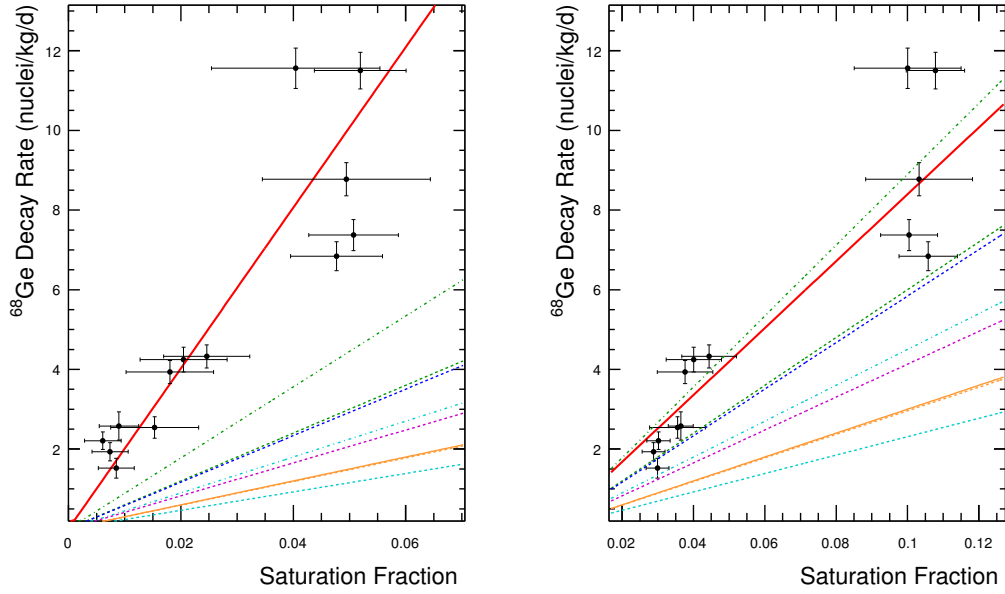 ⁶⁸Ge Decay Rate (nuclei/kg/d)
12
10
8
6
4
2
0 0.02 0.04 0.06
Saturation Fraction
⁶⁸Ge Decay Rate (nuclei/kg/d)
12
10
8
6
4
2
0.02 0.04 0.06 0.08 0.1 0.12
Saturation Fraction